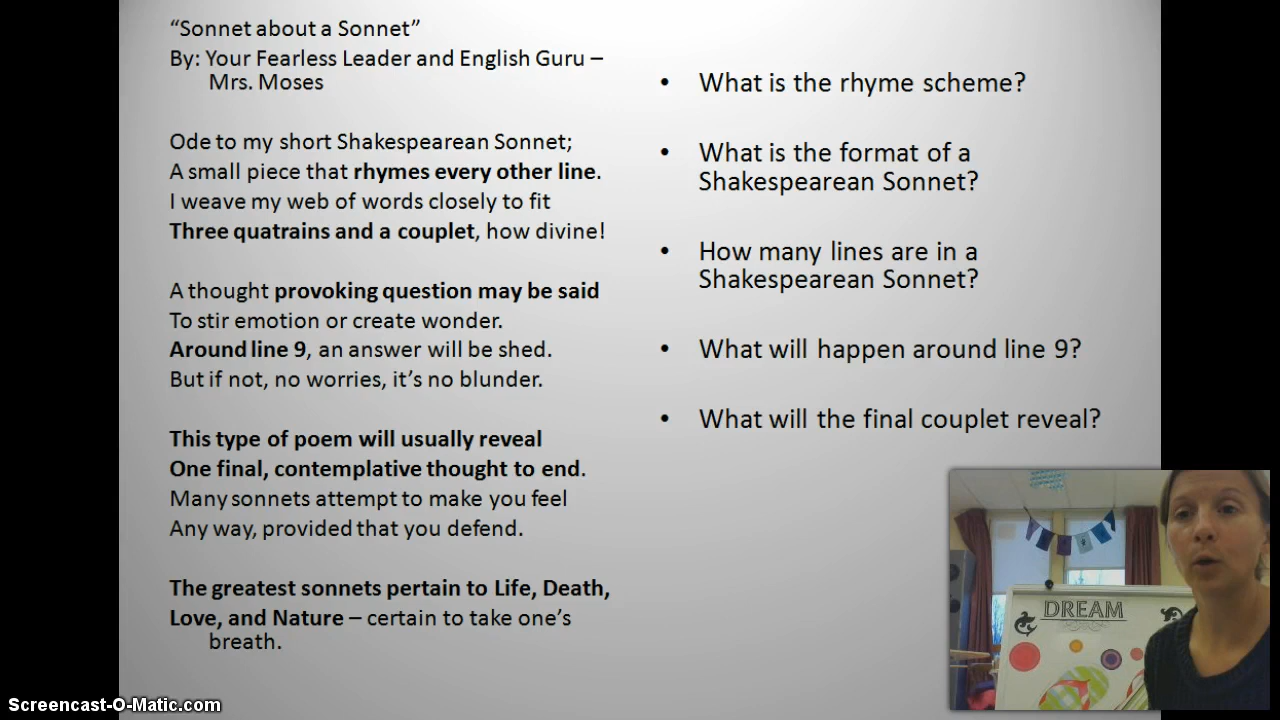 “Sonnet about a Sonnet”
By: Your Fearless Leader and English Guru –
Mrs. Moses
Ode to my short Shakespearean Sonnet;
A small piece that rhymes every other line.
I weave my web of words closely to fit
Three quatrains and a couplet, how divine!
A thought provoking question may be said
To stir emotion or create wonder.
Around line 9, an answer will be shed.
But if not, no worries, it’s no blunder.
This type of poem will usually reveal
One final, contemplative thought to end.
Many sonnets attempt to make you feel
Any way, provided that you defend.
The greatest sonnets pertain to Life, Death,
Love, and Nature – certain to take one’s
breath.
• What is the rhyme scheme?
• What is the format of a
Shakespearean Sonnet?
• How many lines are in a
Shakespearean Sonnet?
• What will happen around line 9?
• What will the final couplet reveal?
DREAM
Screencast-O-Matic.com